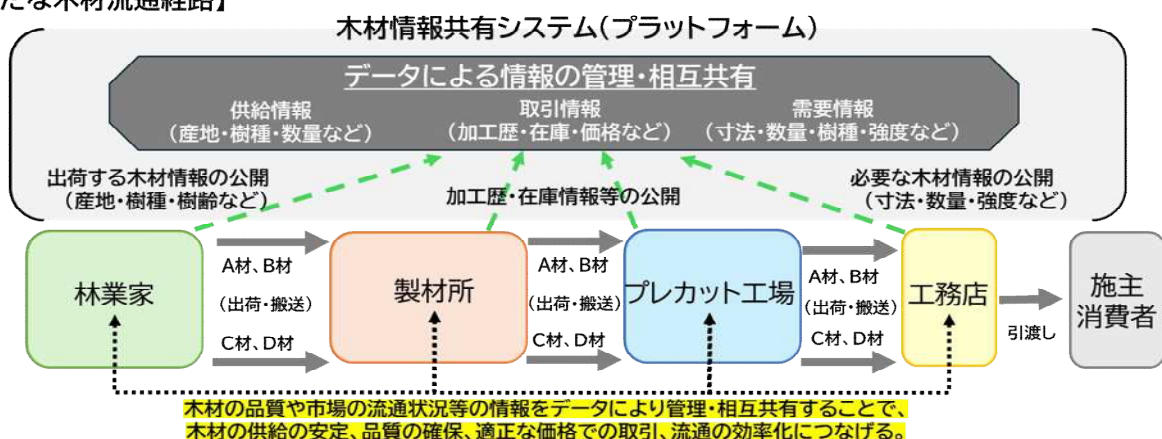 たな木材流通経路】
木材情報共有システム(プラットフォーム)
データによる情報の管理・相互共有
供給情報
(産地・樹種・数量など)
取引情報
(加工歴・在庫・価格など)
需要情報
(寸法・数量・樹種・強度など)
出荷する木材情報の公開
(産地・樹種・樹齢など)
加工歴・在庫情報等の公開
必要な木材情報の公開
(寸法・数量・強度など)
林業家
A材、B材
(出荷・搬送)
C材、D材
製材所
A材、B材
(出荷・搬送)
C材、D材
プレカット工場
A材、B材
(出荷・搬送)
C材、D材
工務店
引渡し
施主
消費者
木材の品質や市場の流通状況等の情報をデータにより管理・相互共有することで、
木材の供給の安定、品質の確保、適正な価格での取引、流通の効率化につなげる。